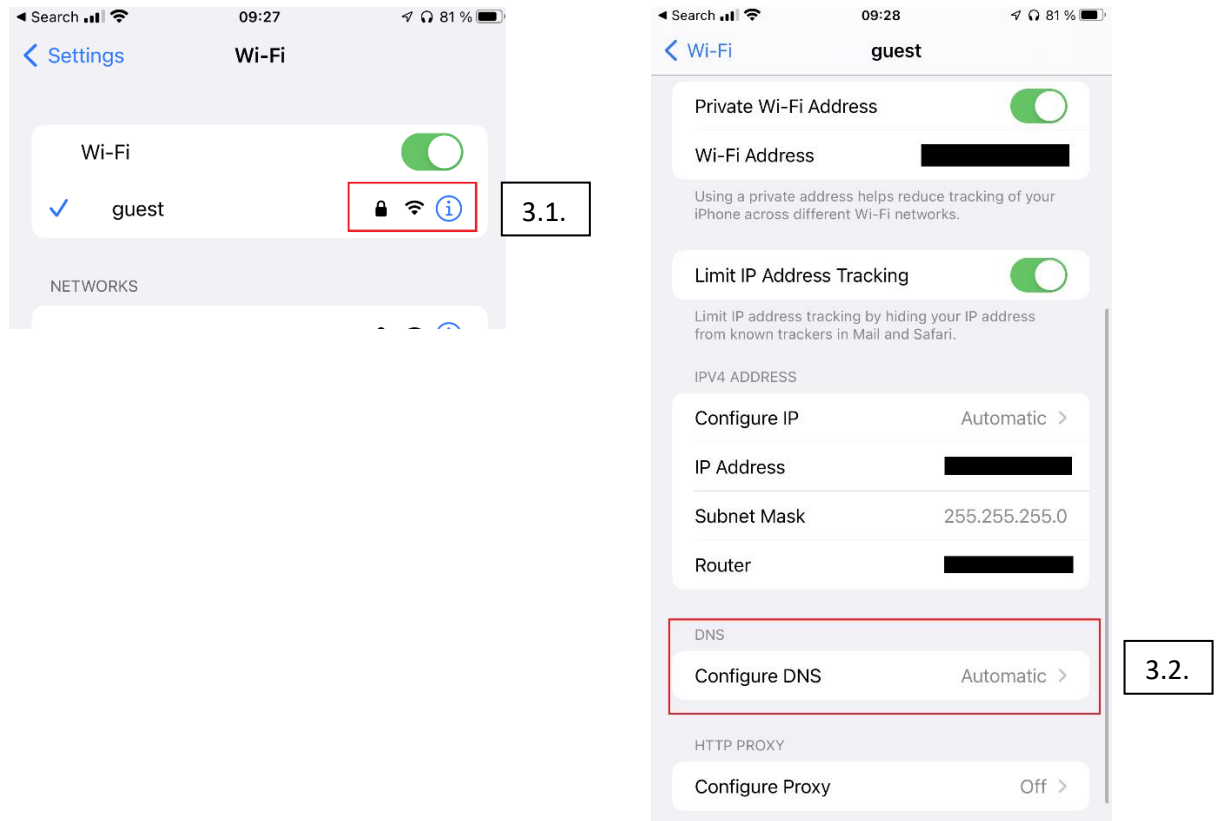 ◀ Search 09:27 81 %
Settings Wi-Fi
Wi-Fi
guest
3.1.
NETWORKS
◀ Search 09:28 81 %
Wi-Fi guest
Private Wi-Fi Address
Wi-Fi Address
Using a private address helps reduce tracking of your
iPhone across different Wi-Fi networks.
Limit IP Address Tracking
Limit IP address tracking by hiding your IP address
from known trackers in Mail and Safari.
IPV4 ADDRESS
Configure IP Automatic
IP Address
Subnet Mask 255.255.255.0
Router
DNS
Configure DNS Automatic
3.2.
HTTP PROXY
Configure Proxy Off